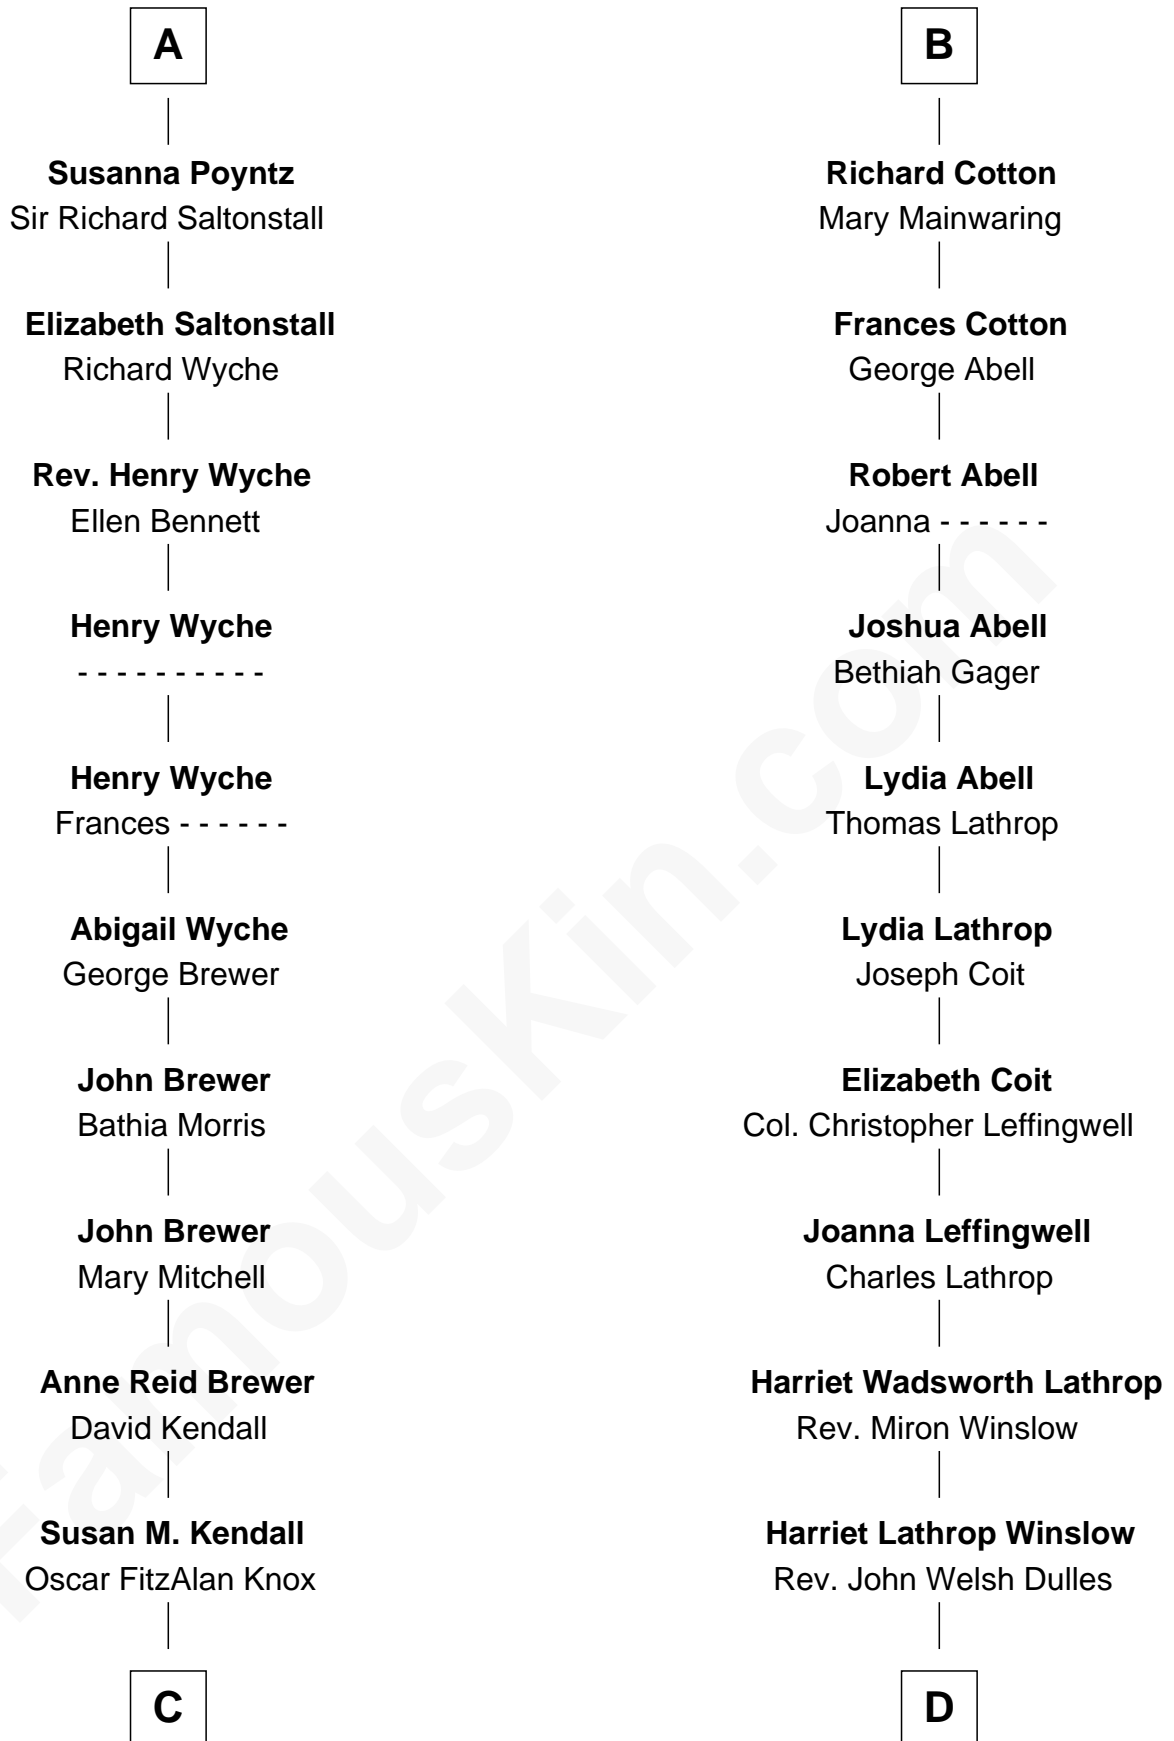 A
Susanna Poyntz
Sir Richard Saltonstall
Elizabeth Saltonstall
Richard Wyche
Rev. Henry Wyche
Ellen Bennett
Henry Wyche
- - - - - - - - - -
Henry Wyche
Frances - - - - - -
Abigail Wyche
George Brewer
John Brewer
Bathia Morris
John Brewer
Mary Mitchell
Anne Reid Brewer
David Kendall
Susan M. Kendall
Oscar FitzAlan Knox
C
B
Richard Cotton
Mary Mainwaring
Frances Cotton
George Abell
Robert Abell
Joanna - - - - - -
Joshua Abell
Bethiah Gager
Lydia Abell
Thomas Lathrop
Lydia Lathrop
Joseph Coit
Elizabeth Coit
Col. Christopher Leffingwell
Joanna Leffingwell
Charles Lathrop
Harriet Wadsworth Lathrop
Rev. Miron Winslow
Harriet Lathrop Winslow
Rev. John Welsh Dulles
D
FamousKin.com